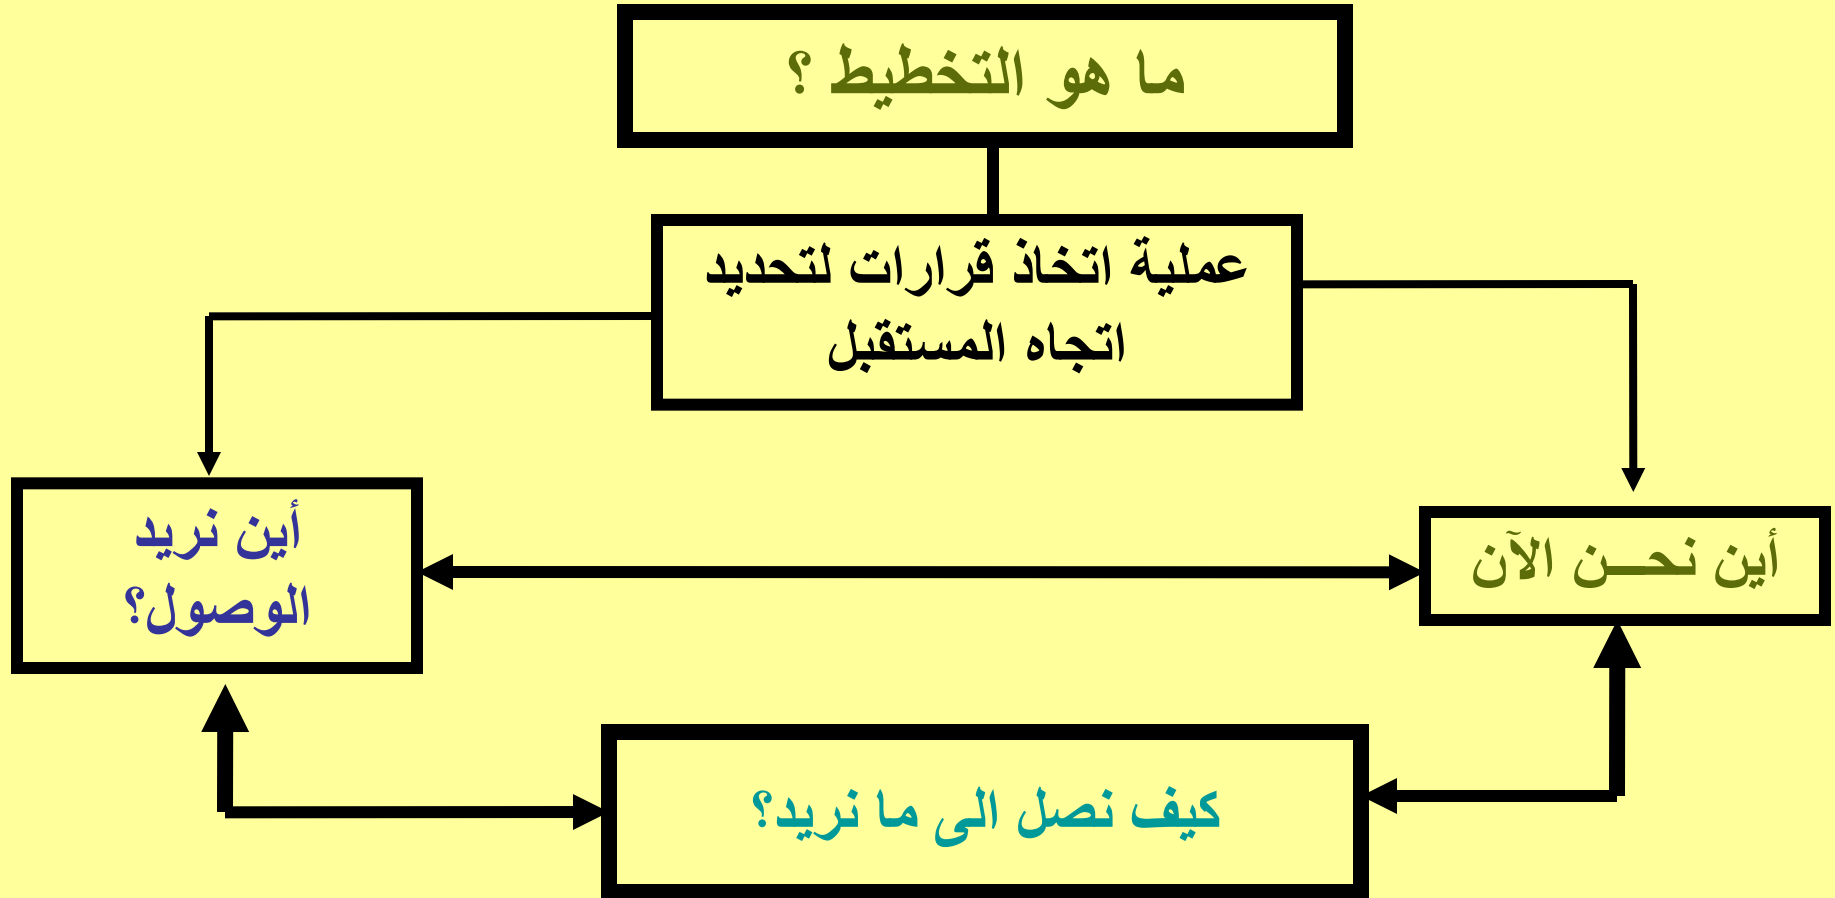 ما هو التخطيط ؟
عملية اتخاذ قرارات لتحديد
اتجاه المستقبل
أين نحــن الآن
أين نريد
الوصول؟
كيف نصل الى ما نريد؟